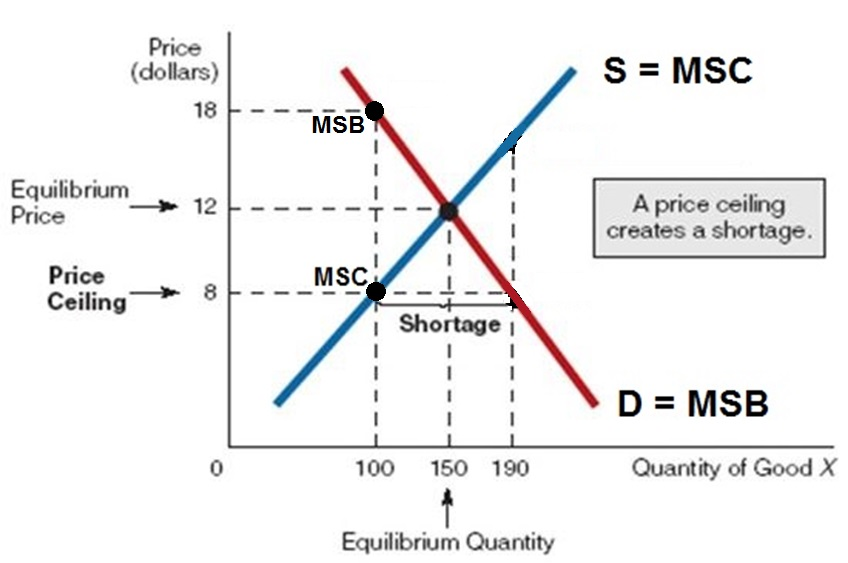 Price
(dollars)
S = MSC
18
MSB
Equilibrium
Price
12
A price ceiling
creates a shortage.
Price
Ceiling
8
MSC
Shortage
D = MSB
0
100
150
190
Quantity of Good X
Equilibrium Quantity